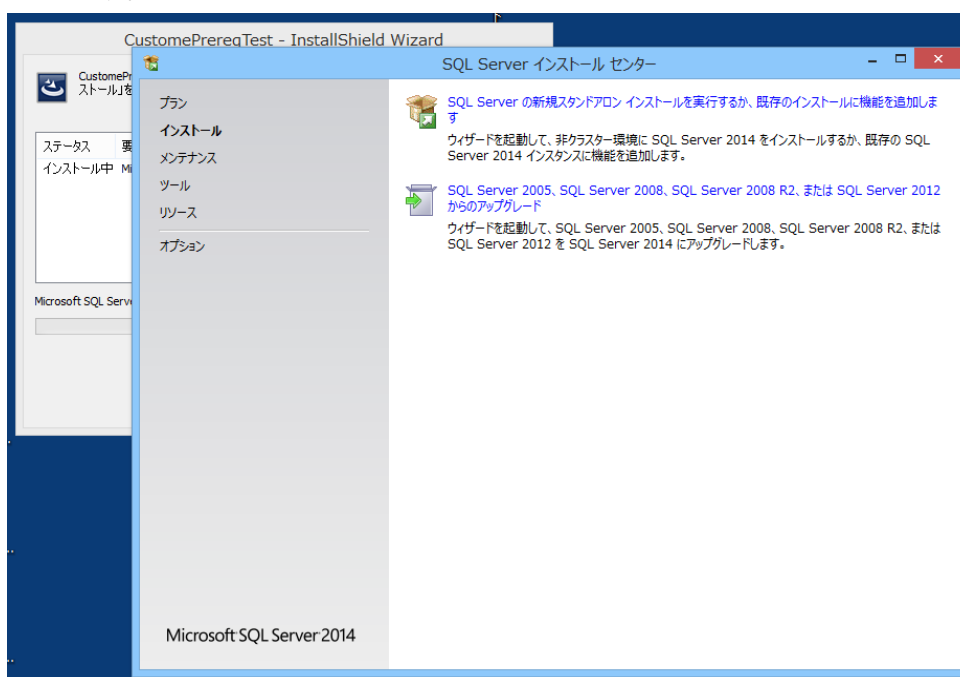 CustomePrereqTest - InstallShield Wizard
ストール」を
ステータス
インストール中
Microsoft SQL
SQL Server インストール センター
プラン
インストール
メンテナンス
ツール
リソース
オプション
Microsoft SQL Server 2014
SQL Server の新規スタンドアロン インストールを実行するか、既存のインストールに機能を追加しま
す
ウィザードを起動して、非クラスター環境に SQL Server 2014 をインストールするか、既存の SQL
Server 2014 インスタンスに機能を追加します。
SQL Server 2005、SQL Server 2008、SQL Server 2008 R2、または SQL Server 2012
からのアップグレード
ウィザードを起動して、SQL Server 2005、SQL Server 2008、SQL Server 2008 R2、または
SQL Server 2012 を SQL Server 2014 にアップグレードします。